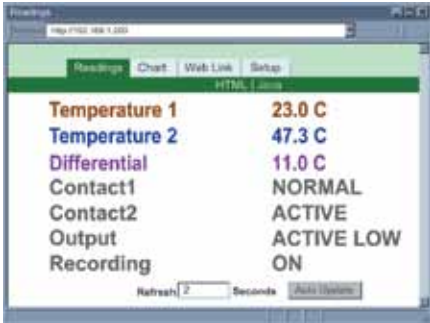 Readings
http://192.168.1.200
Readings Chart Web Link Setup
HTML | Java
Temperature 1 23.0 C
Temperature 2 47.3 C
Differential 11.0 C
Contact1 NORMAL
Contact2 ACTIVE
Output ACTIVE LOW
Recording ON
Refresh 2 Seconds Auto Update